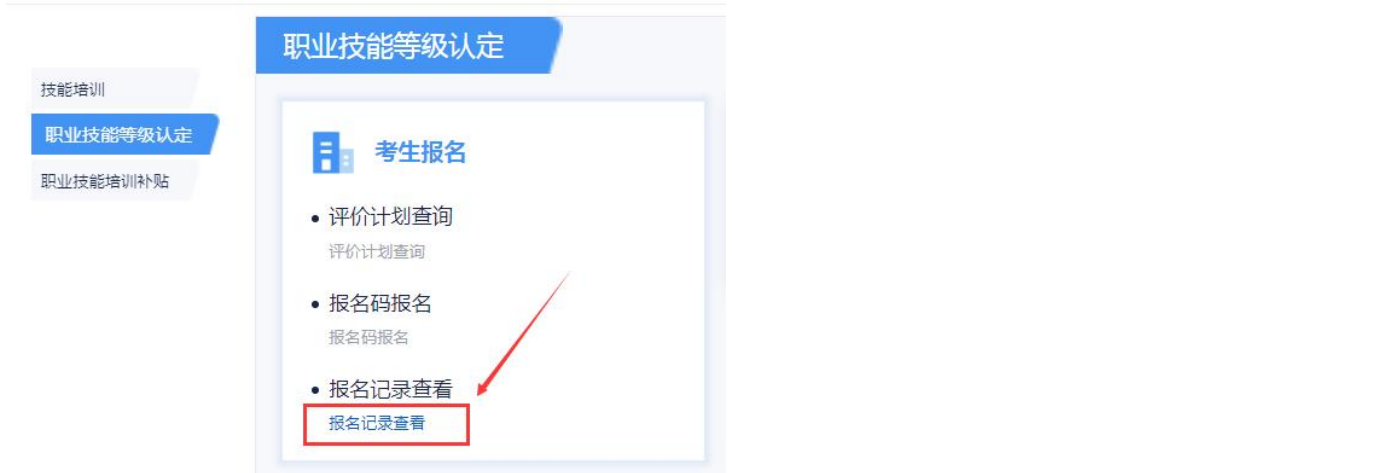 职业技能等级认定
技能培训
职业技能等级认定
职业技能培训补贴
考生报名
评价计划查询
评价计划查询
报名码报名
报名码报名
报名记录查看
报名记录查看